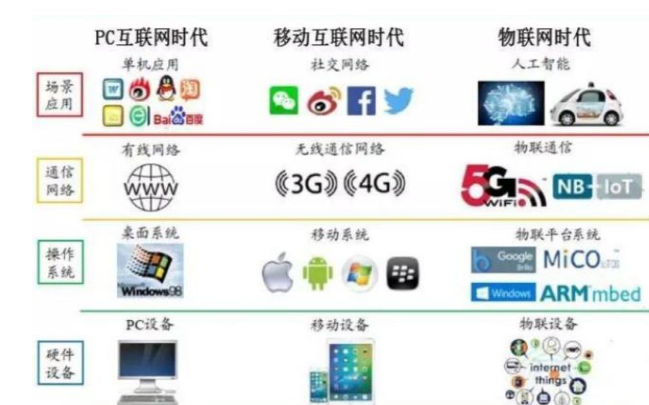 PC互联网时代 移动互联网时代 物联网时代
单机应用 社交网络 人工智能
场景
应用
Bai 百度
有线网络 无线通信网络 物联通信
通信
网络
WWW 3G 4G 5G WiFi NB-IoT
桌面系统 移动系统 物联平台系统
操作
系统
Google Brillo MiCO
Windows98 Windows ARM mbed
PC设备 移动设备 物联设备
硬件
设备
internet
things